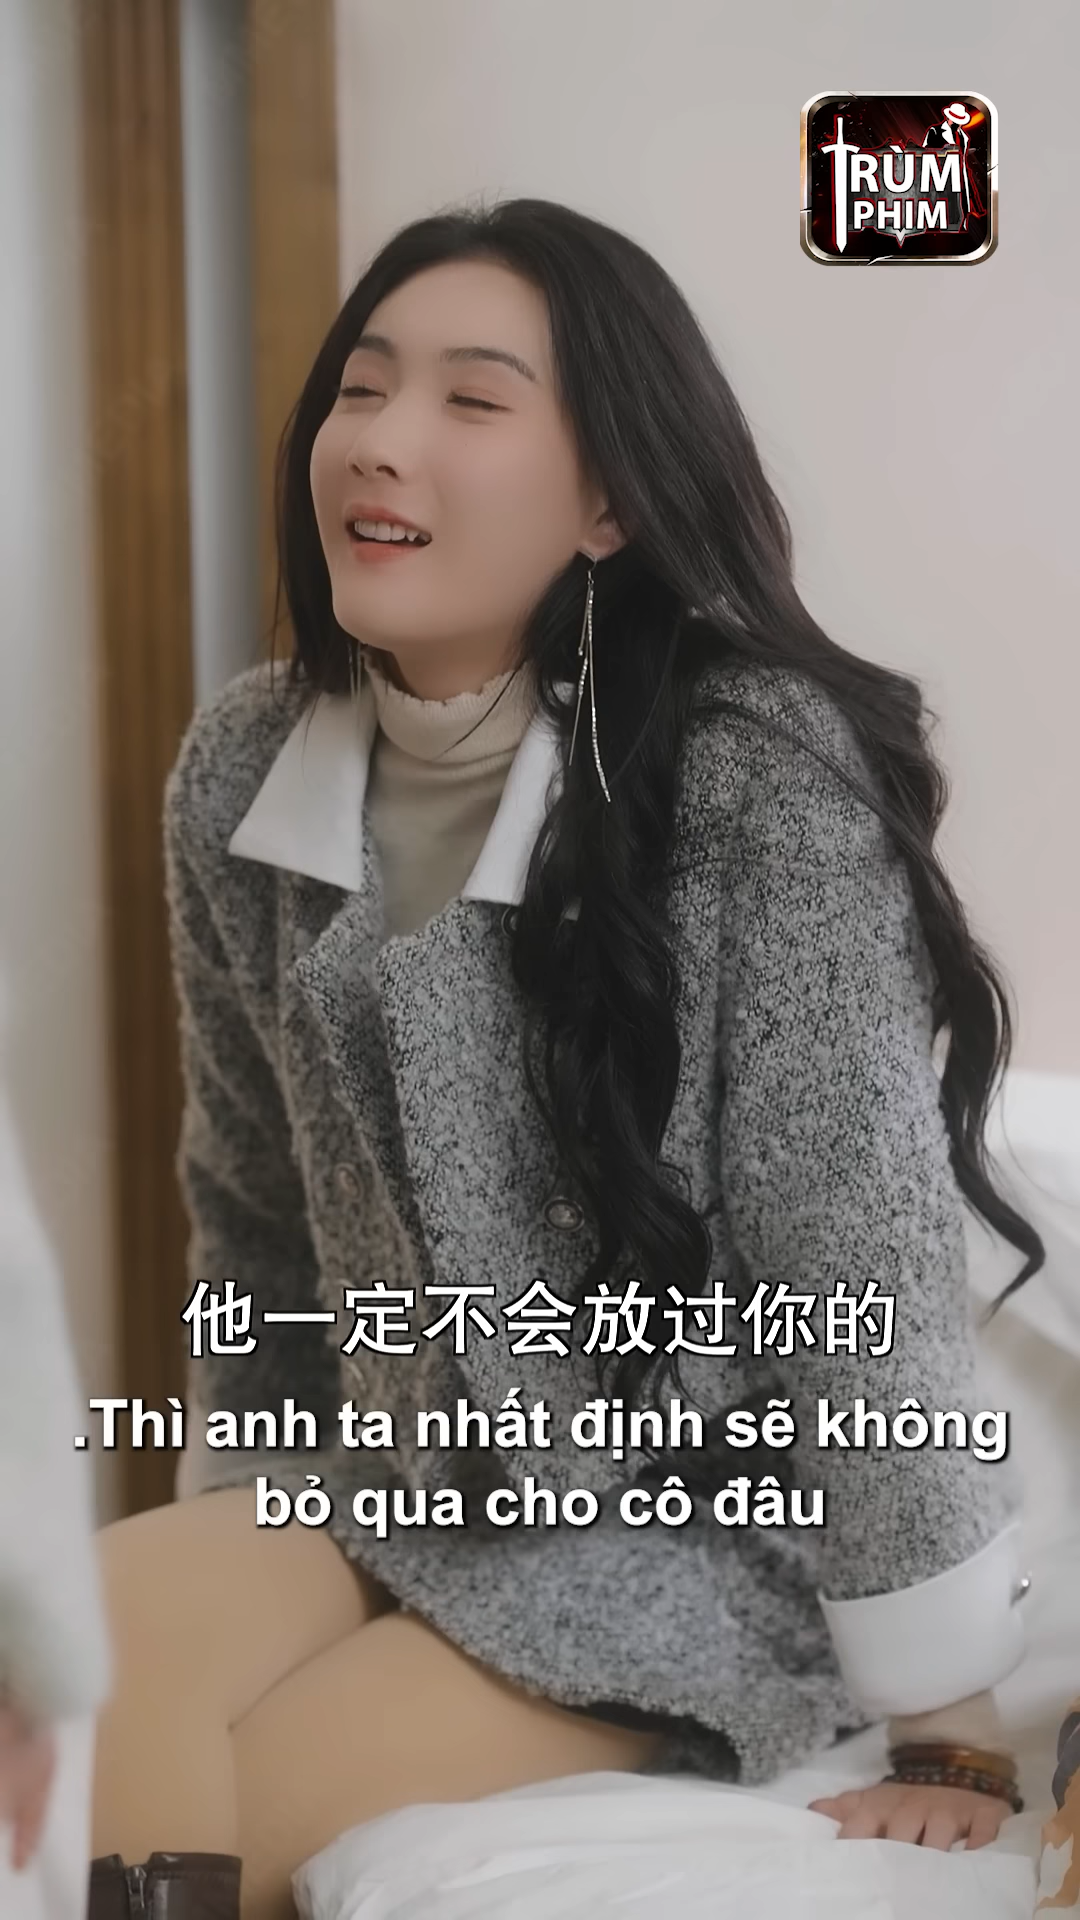 TRÙM
PHIM
他一定不会放过你的
.Thì anh ta nhất định sẽ không
bỏ qua cho cô đâu